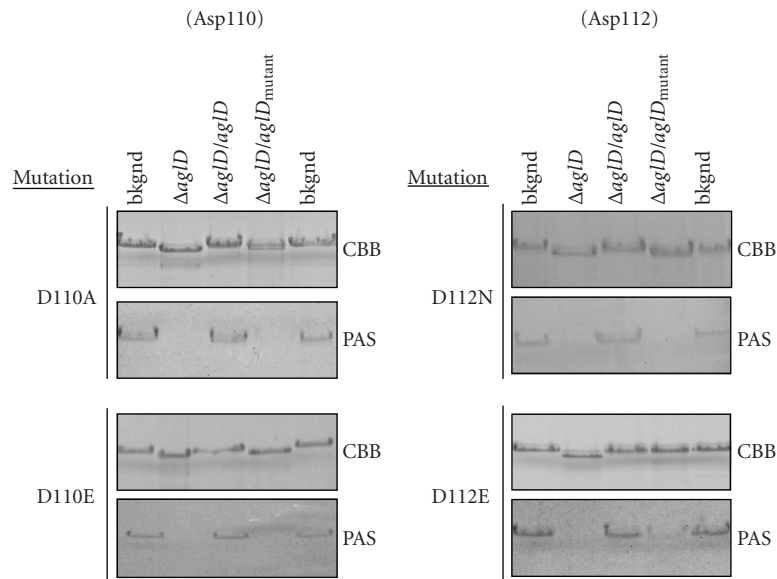 (Asp110)
(Asp112)
Mutation
bkgnd
ΔaglD
ΔaglD/aglD
ΔaglD/aglDmutant
bkgnd
Mutation
bkgnd
ΔaglD
ΔaglD/aglD
ΔaglD/aglDmutant
bkgnd
D110A
CBB
PAS
D112N
CBB
PAS
D110E
CBB
PAS
D112E
CBB
PAS